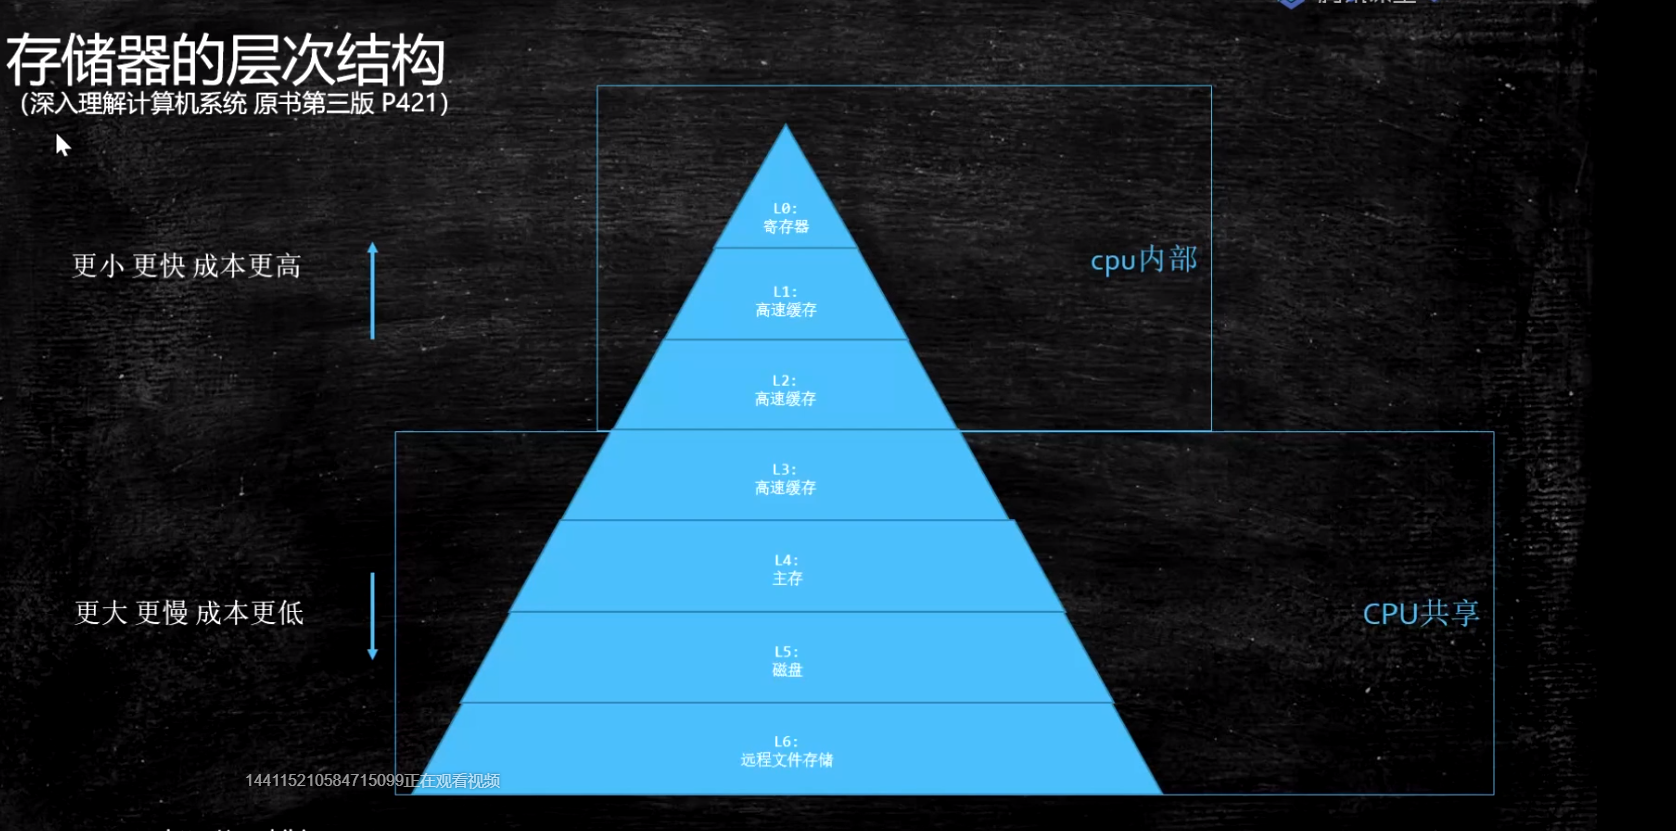 存储器的层次结构
（深入理解计算机系统 原书第三版 P421）
L0:
寄存器
cpu内部
更小 更快 成本更高
L1:
高速缓存
L2:
高速缓存
L3:
高速缓存
L4:
主存
更大 更慢 成本更低
CPU共享
L5:
磁盘
L6:
远程文件存储
144115210584715099正在观看视频